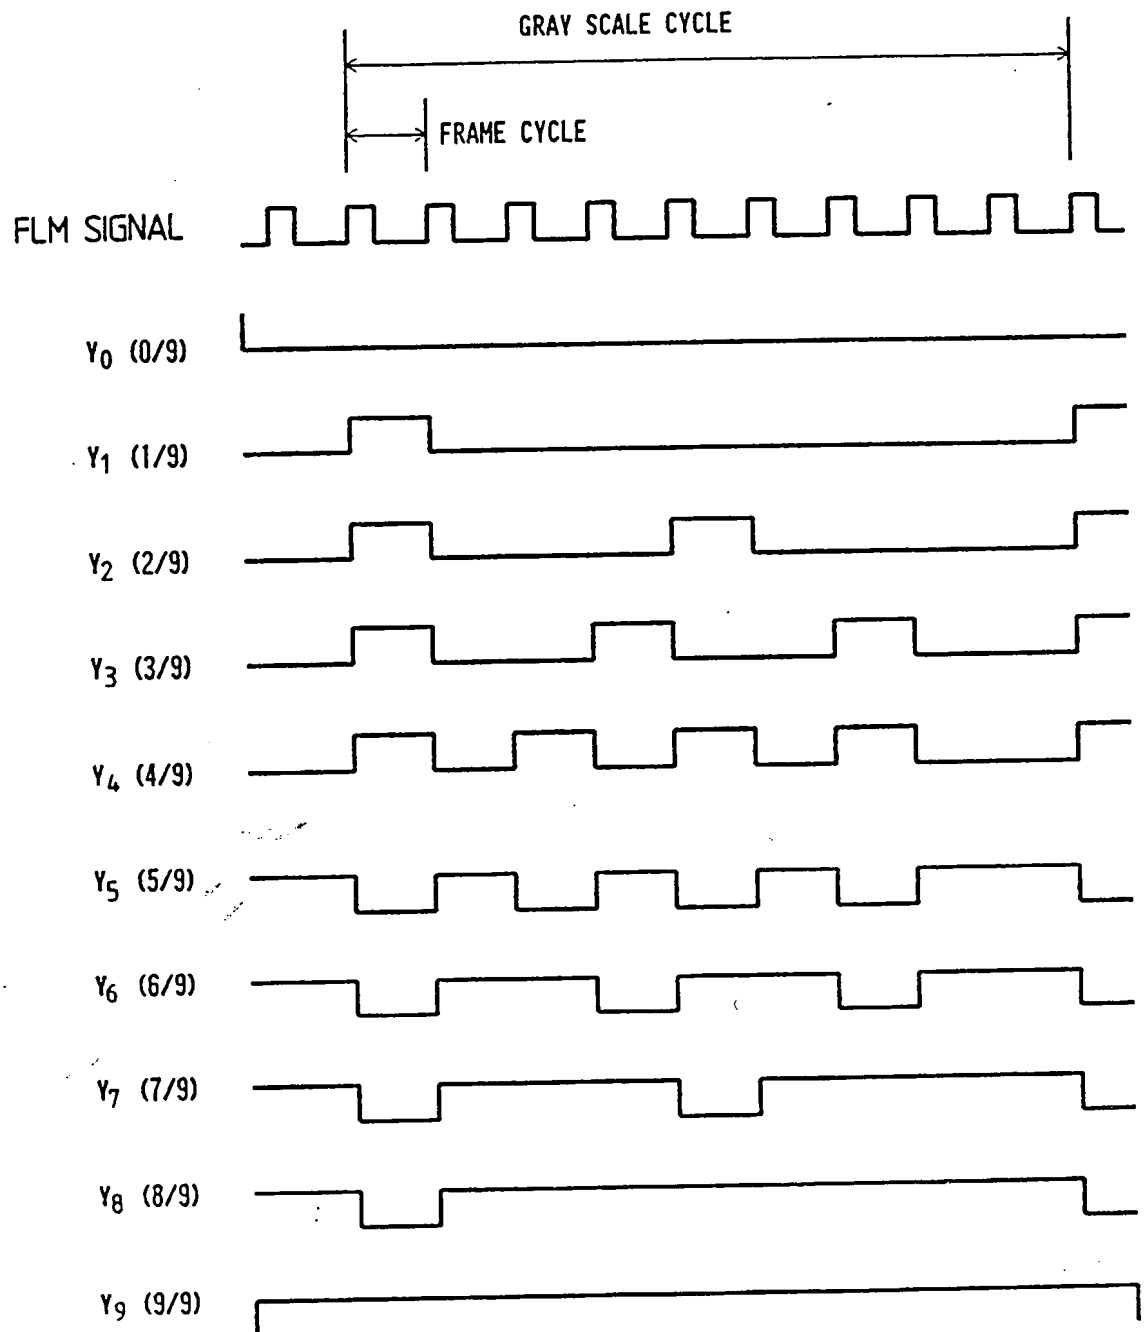 GRAY SCALE CYCLE
FRAME CYCLE
FLM SIGNAL
Y0 (0/9)
Y1 (1/9)
Y2 (2/9)
Y3 (3/9)
Y4 (4/9)
Y5 (5/9)
Y6 (6/9)
Y7 (7/9)
Y8 (8/9)
Y9 (9/9)